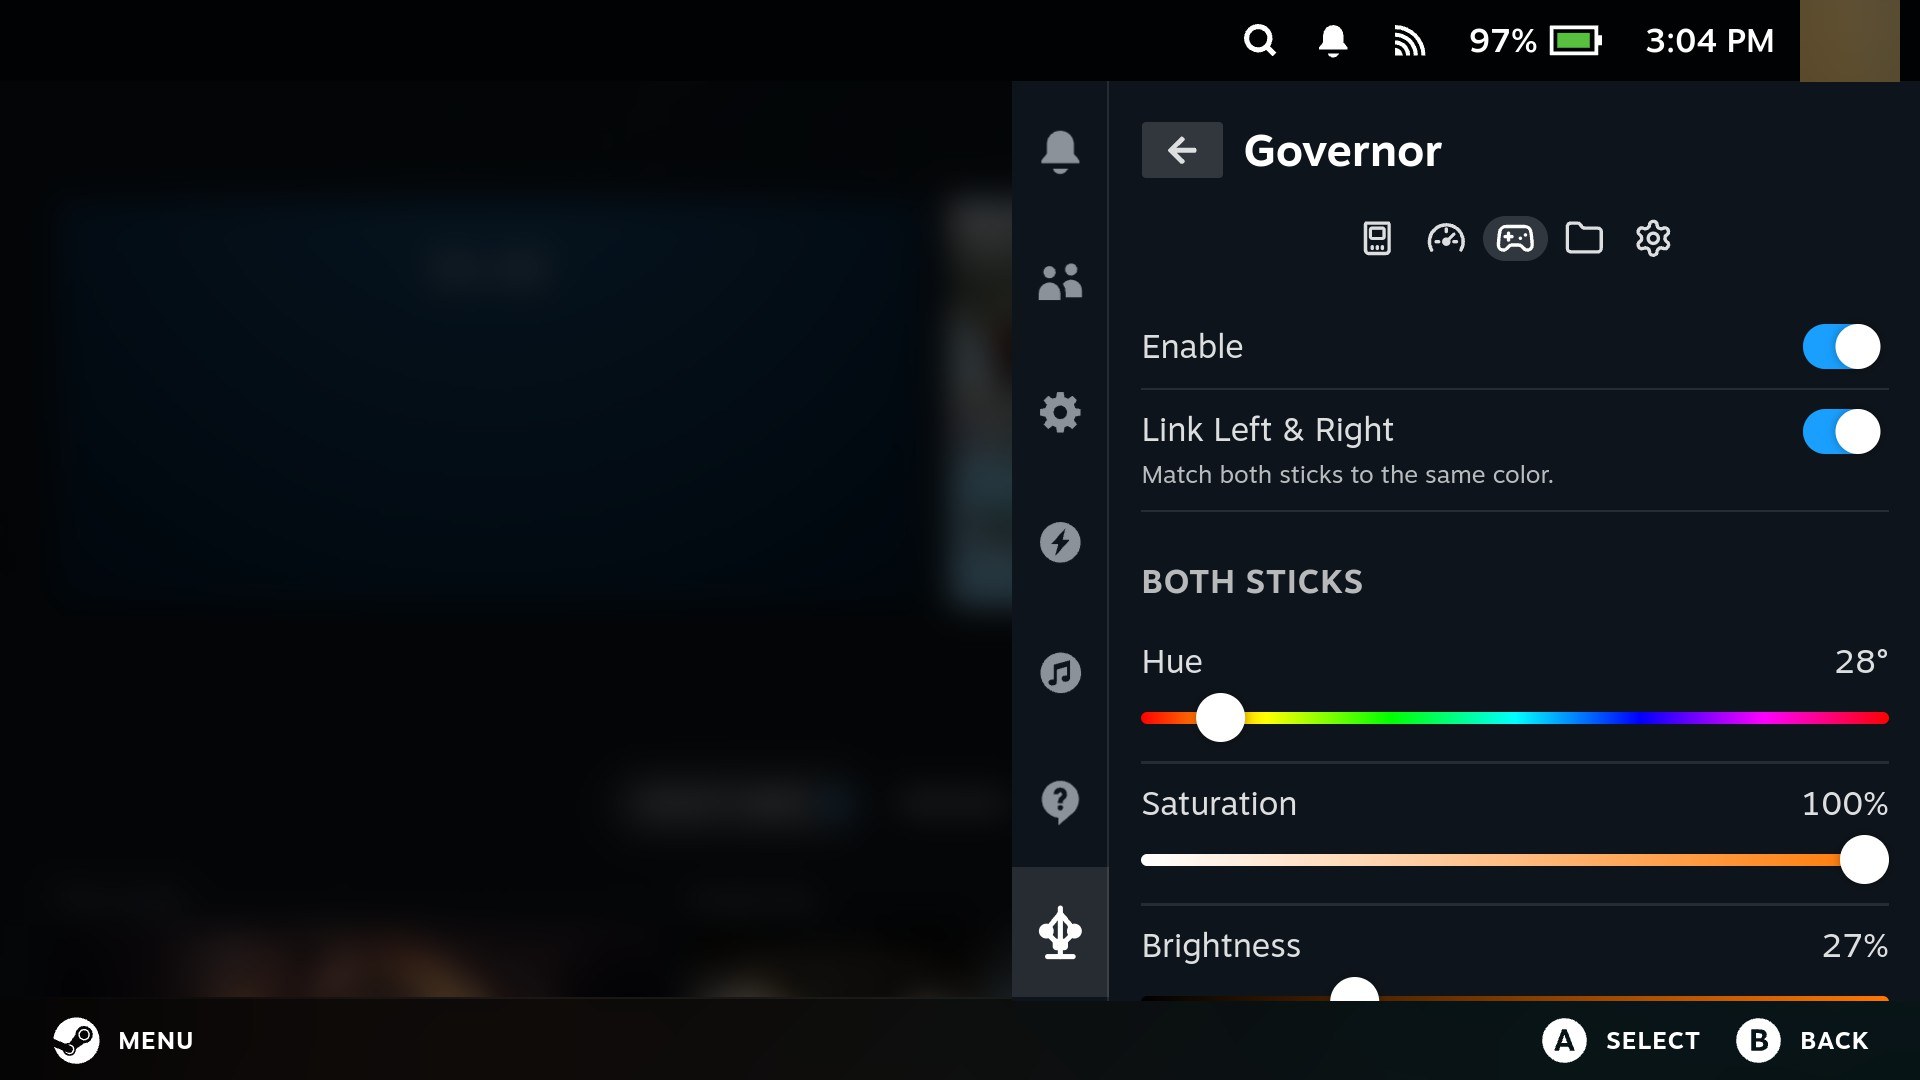 97%
3:04 PM
Governor
Enable
Link Left & Right
Match both sticks to the same color.
BOTH STICKS
Hue
28°
Saturation
100%
Brightness
27%
MENU
A SELECT
B BACK